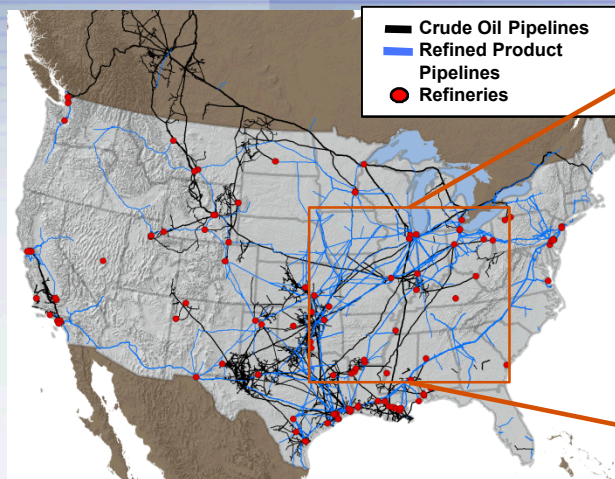 Crude Oil Pipelines
Refined Product
Pipelines
Refineries